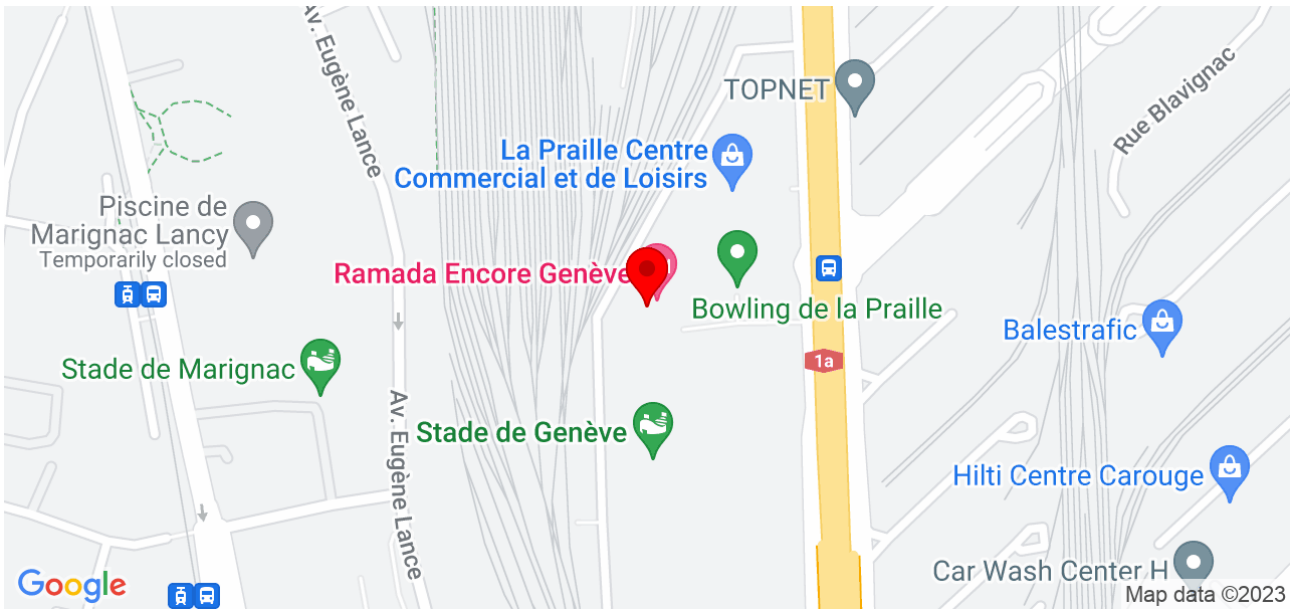 Av. Eugène Lance
TOPNET
Rue Blavignac
La Praille Centre
Commercial et de Loisirs
Piscine de
Marignac Lancy
Temporarily closed
Ramada Encore Genève
Bowling de la Praille
Balestrafic
1a
Stade de Marignac
Av. Eugène Lance
Stade de Genève
Hilti Centre Carouge
Car Wash Center H
Google
Map data ©2023